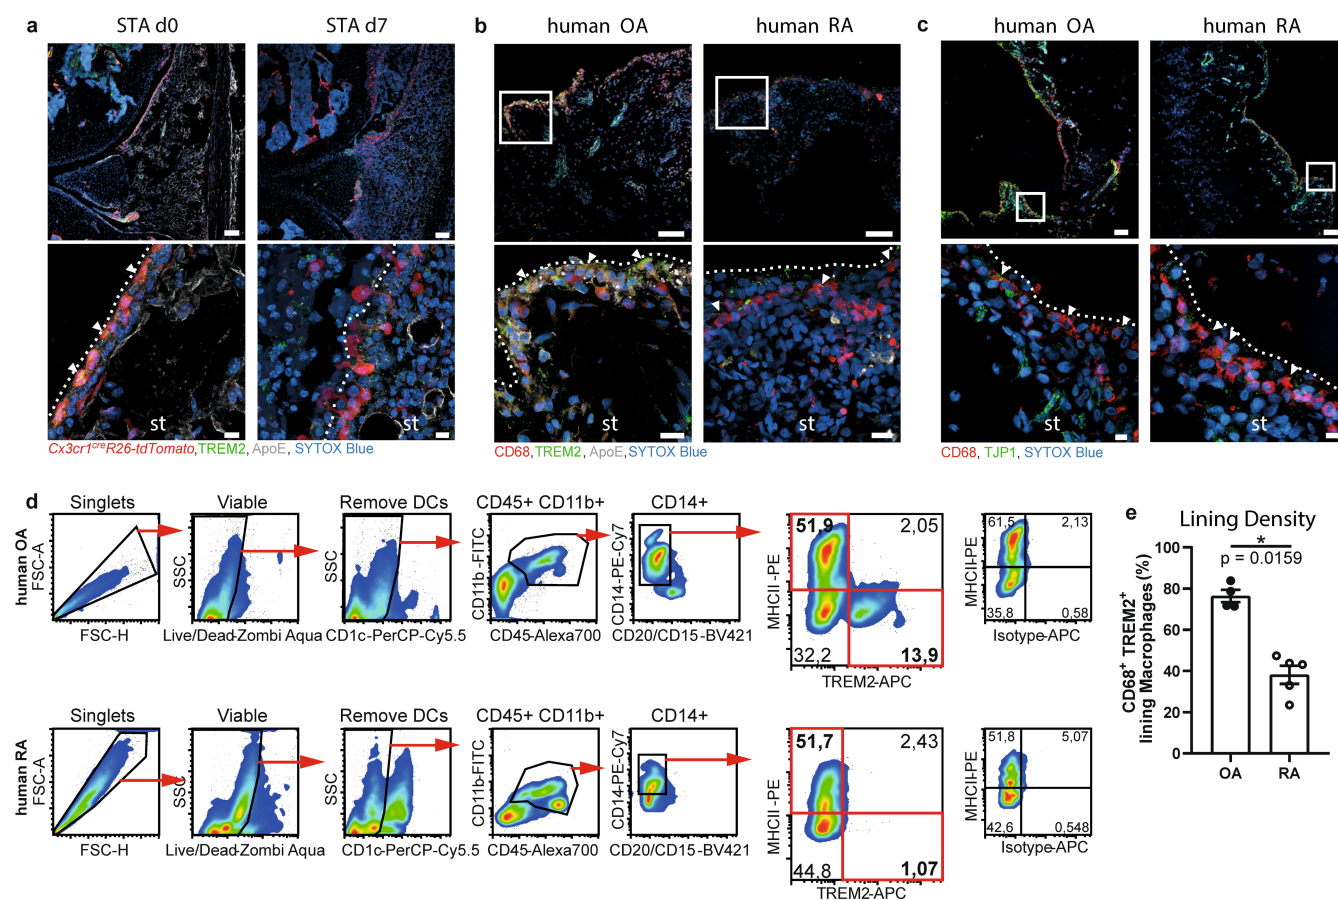 a
STA d0
STA d7
st
st
Cx3cr1creR26-tdTomato, TREM2, ApoE, SYTOX Blue
b
human OA
human RA
st
st
CD68, TREM2, ApoE, SYTOX Blue
c
human OA
human RA
st
st
CD68, TJP1, SYTOX Blue
d
human OA
Singlets
FSC-A
FSC-H
Viable
SSC
Live/Dead-Zombi Aqua
Remove DCs
SSC
CD1c-PerCP-Cy5.5
CD45+ CD11b+
CD11b-FITC
CD45-Alexa700
CD14+
CD14-PE-Cy7
CD20/CD15-BV421
51,9
2,05
32,2
13,9
MHCII-PE
TREM2-APC
61,5
2,13
35,8
0,58
MHCII-PE
Isotype-APC
human RA
Singlets
FSC-A
FSC-H
Viable
SSC
Live/Dead-Zombi Aqua
Remove DCs
SSC
CD1c-PerCP-Cy5.5
CD45+ CD11b+
CD11b-FITC
CD45-Alexa700
CD14+
CD14-PE-Cy7
CD20/CD15-BV421
51,7
2,43
44,8
1,07
MHCII-PE
TREM2-APC
51,8
5,07
42,6
0,548
MHCII-PE
Isotype-APC
e
Lining Density
*
p = 0.0159
CD68+ TREM2+
lining Macrophages (%)
100
80
60
40
20
0
OA
RA